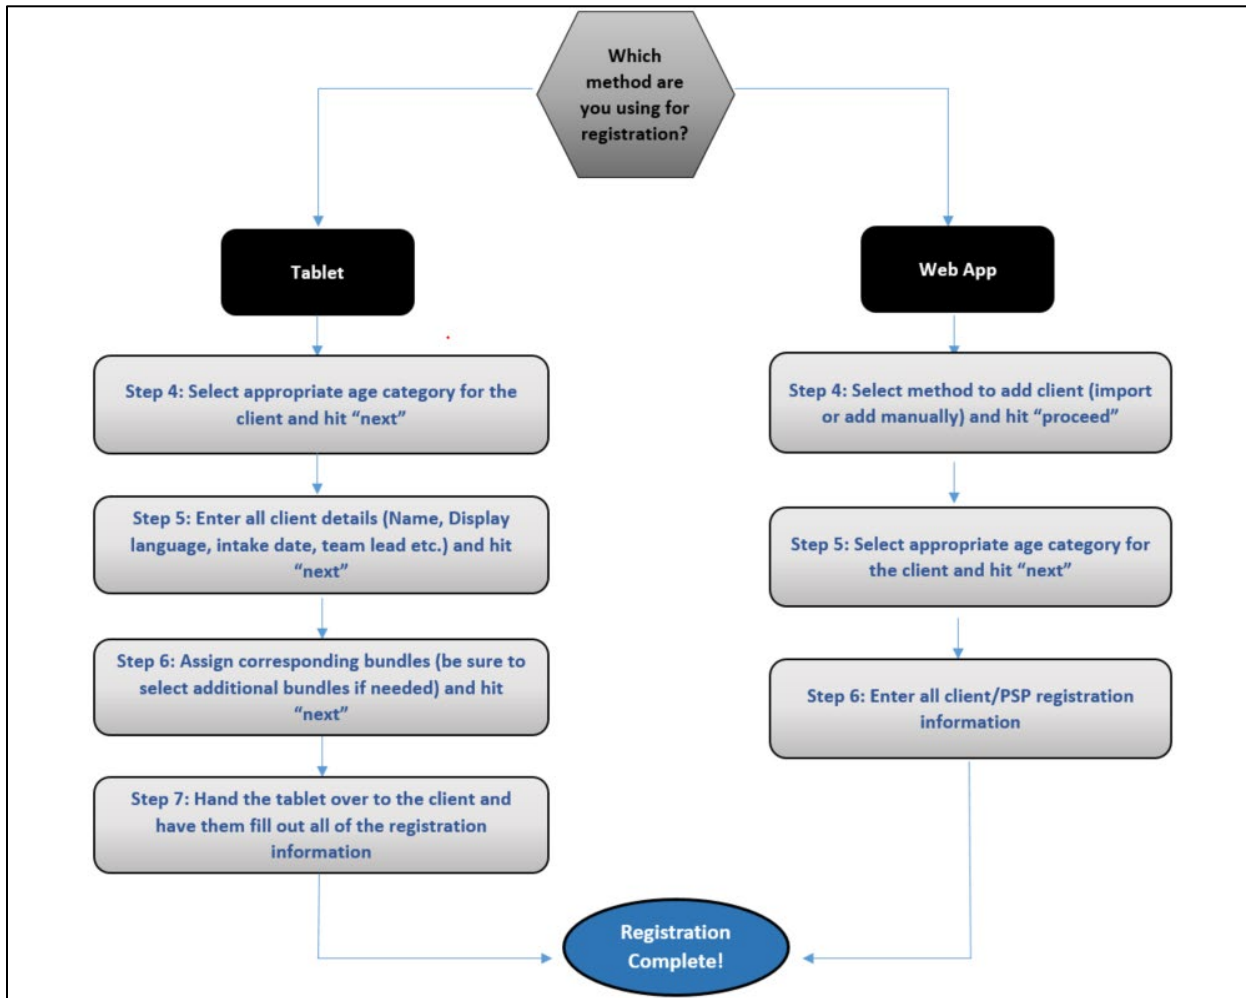 Which
method are
you using for
registration?
Tablet
Web App
Step 4: Select appropriate age category for the
client and hit “next”
Step 5: Enter all client details (Name, Display
language, intake date, team lead etc.) and hit
“next”
Step 6: Assign corresponding bundles (be sure to
select additional bundles if needed) and hit
“next”
Step 7: Hand the tablet over to the client and
have them fill out all of the registration
information
Step 4: Select method to add client (import
or add manually) and hit “proceed”
Step 5: Select appropriate age category for
the client and hit “next”
Step 6: Enter all client/PSP registration
information
Registration
Complete!